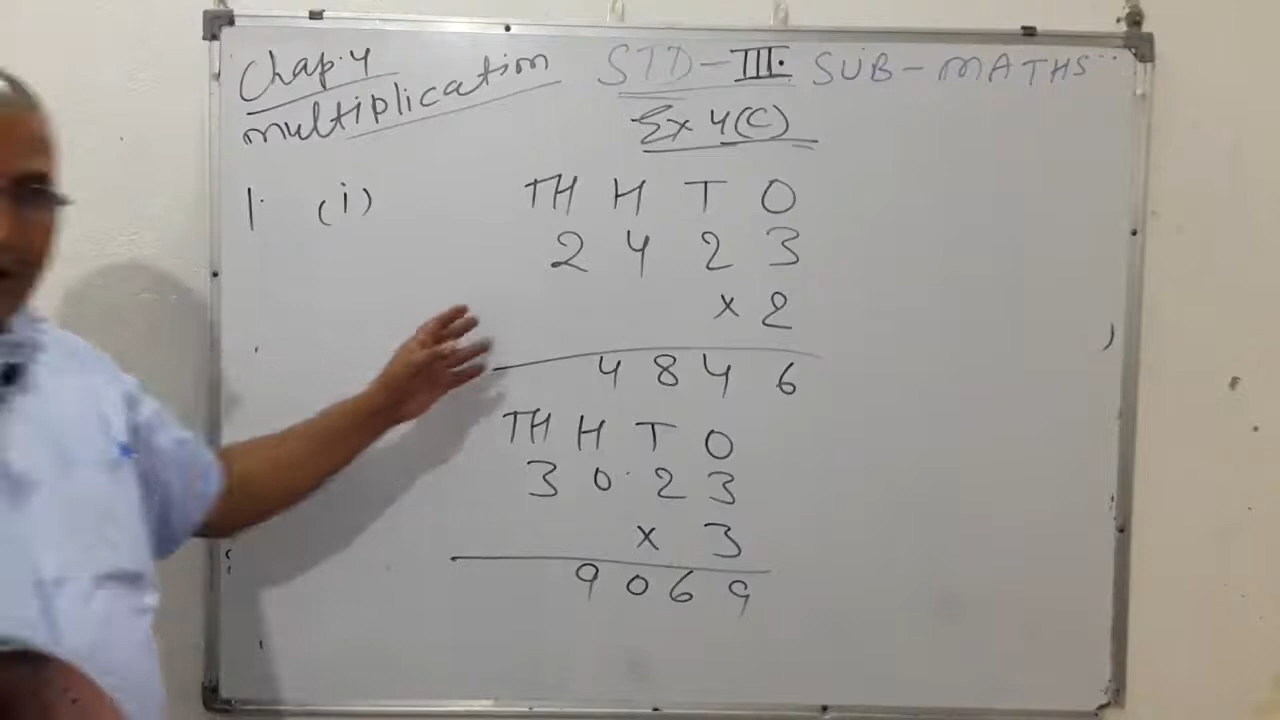 Chap.4 STD-III. SUB-MATHS
multiplication
Ex 4(C)
1. (i) TH H T O
2 4 2 3
x 2
4 8 4 6
TH H T O
3 0 2 3
x 3
9 0 6 9